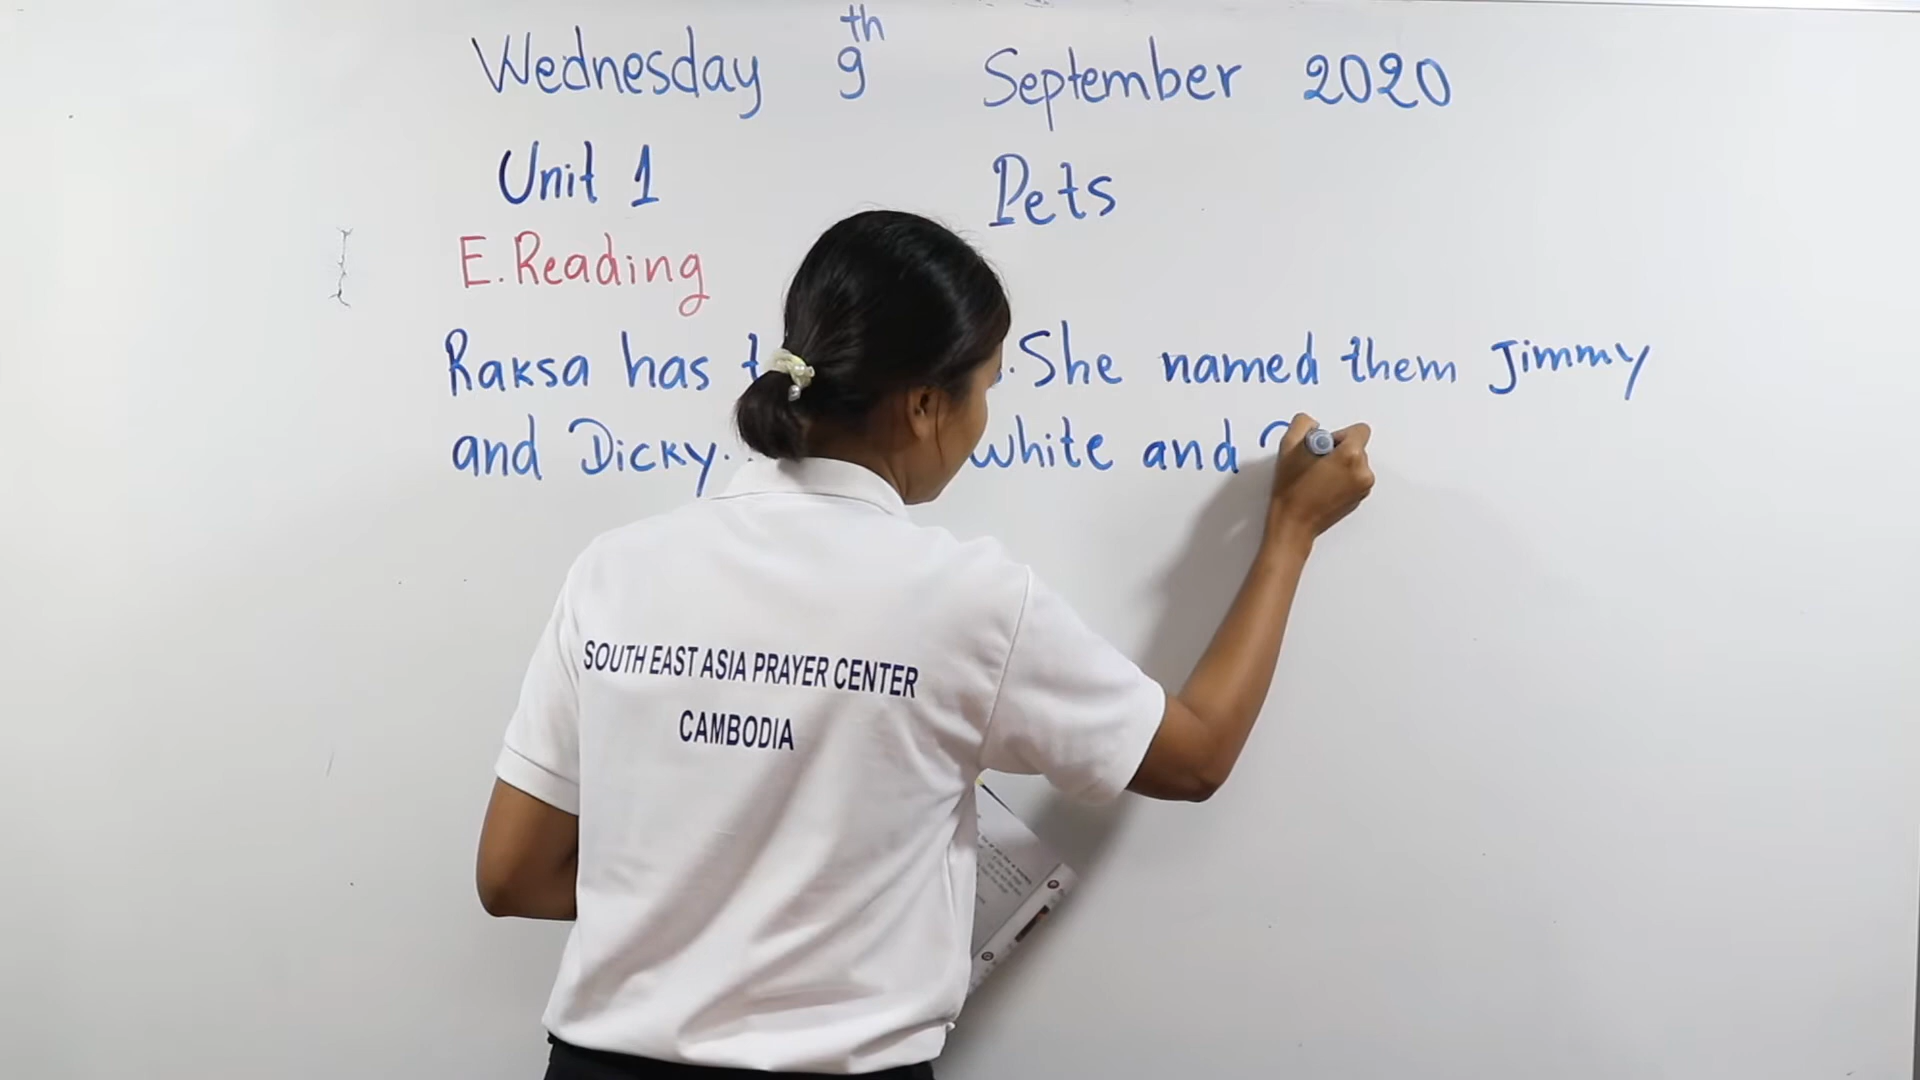 Wednesday 9th September 2020
Unit 1 Pets
E. Reading
Raksa has . She named them Jimmy
and Dicky. white and
SOUTH EAST ASIA PRAYER CENTER
CAMBODIA